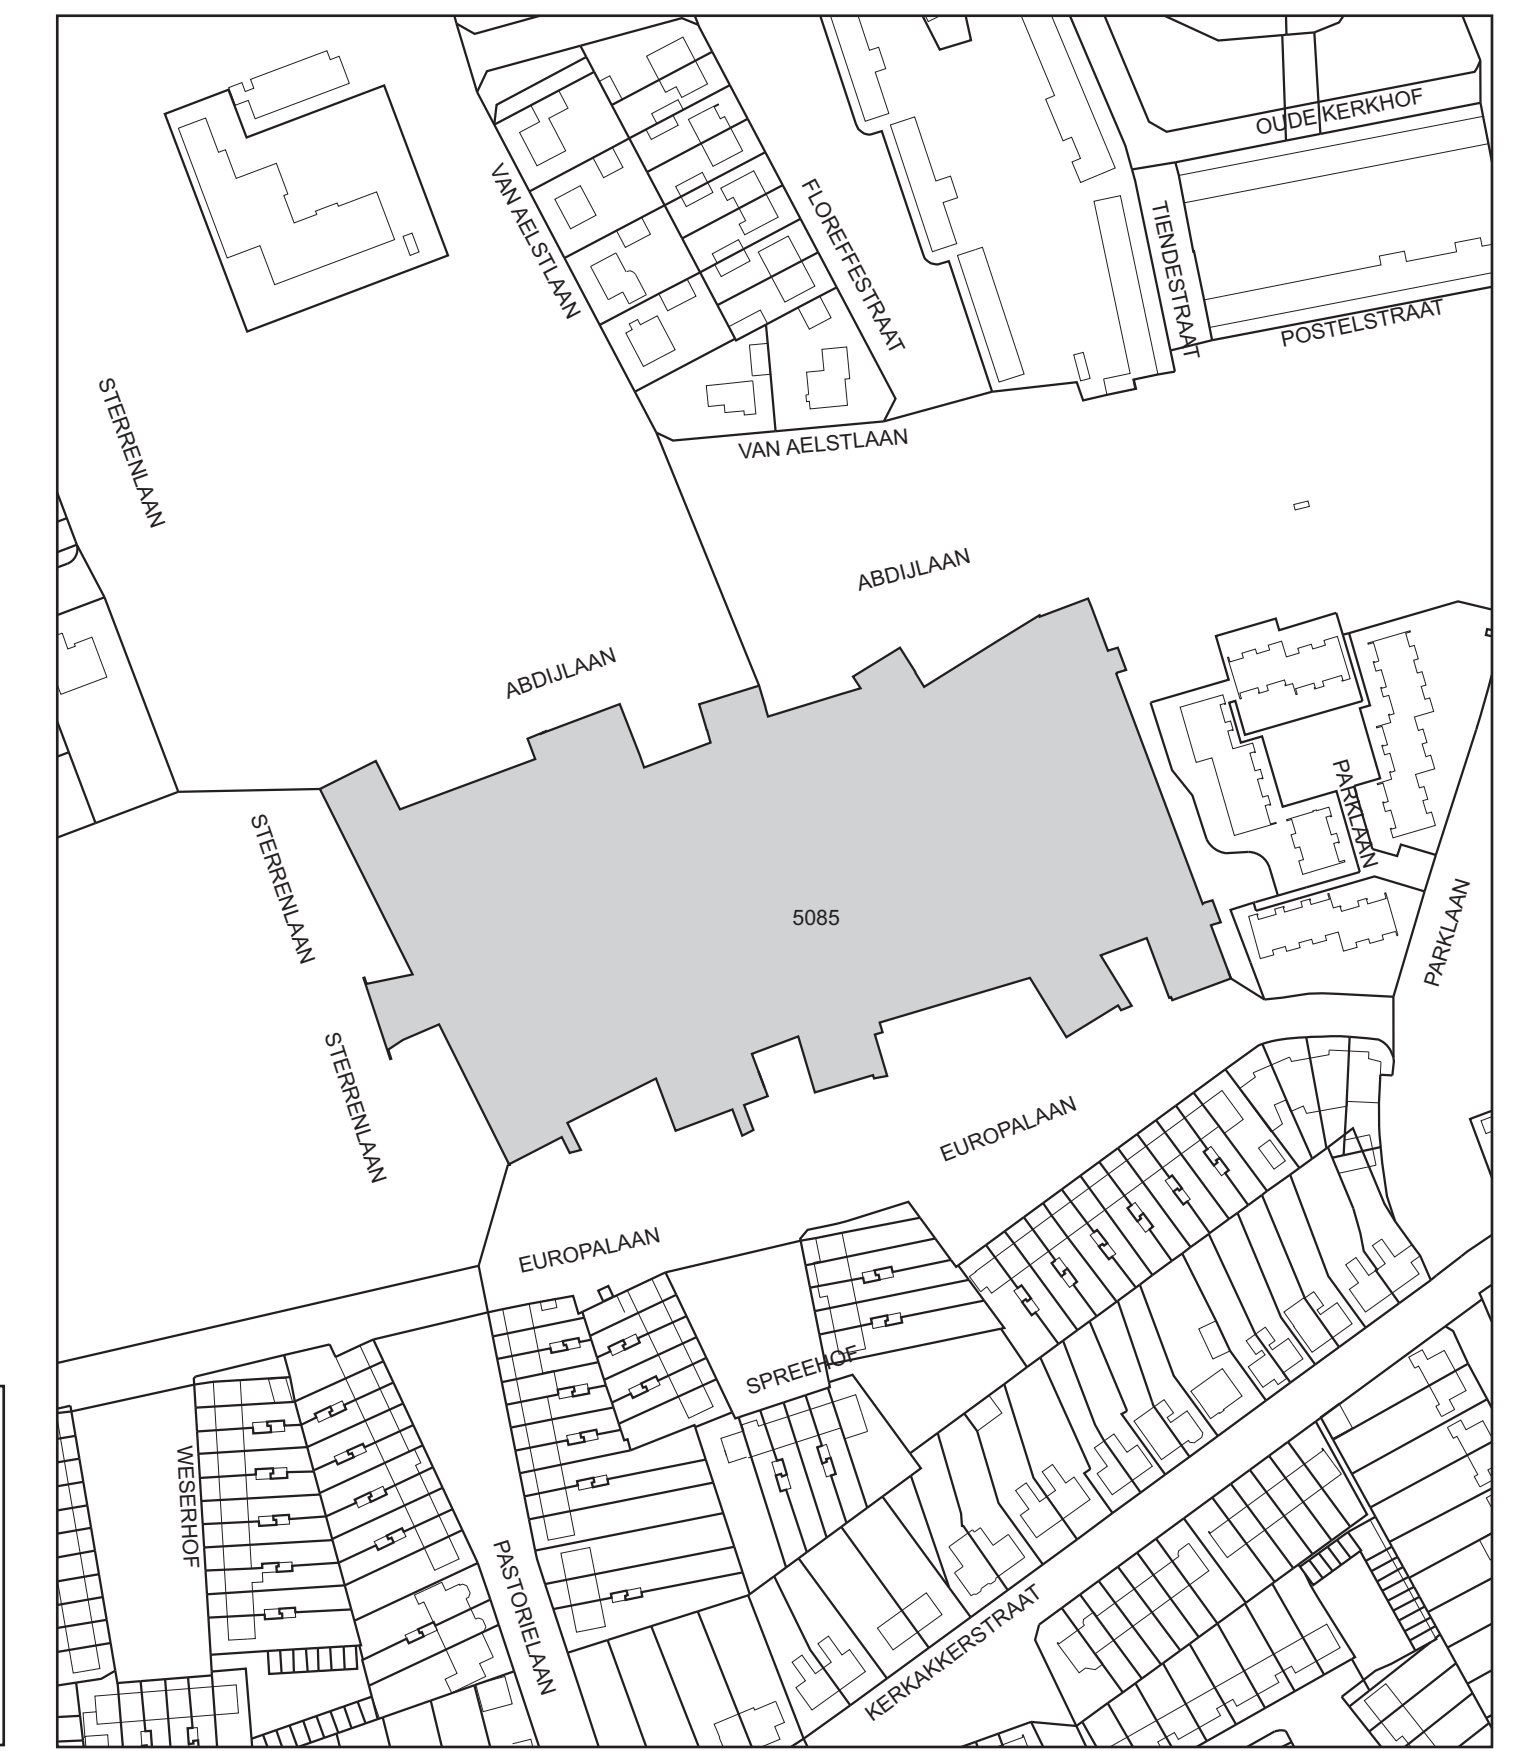 OUDE KERKHOF
VAN AELSTLAAN
FLOREFFESTRAAT
TIENDESTRAAT
POSTELSTRAAT
STERRENLAAN
VAN AELSTLAAN
ABDIJLAAN
ABDIJLAAN
PARKLAAN
STERRENLAAN
5085
PARKLAAN
STERRENLAAN
EUROPALAAN
EUROPALAAN
SPREEHOF
WESERHOF
PASTORIELAAN
KERKAKKERSTRAAT